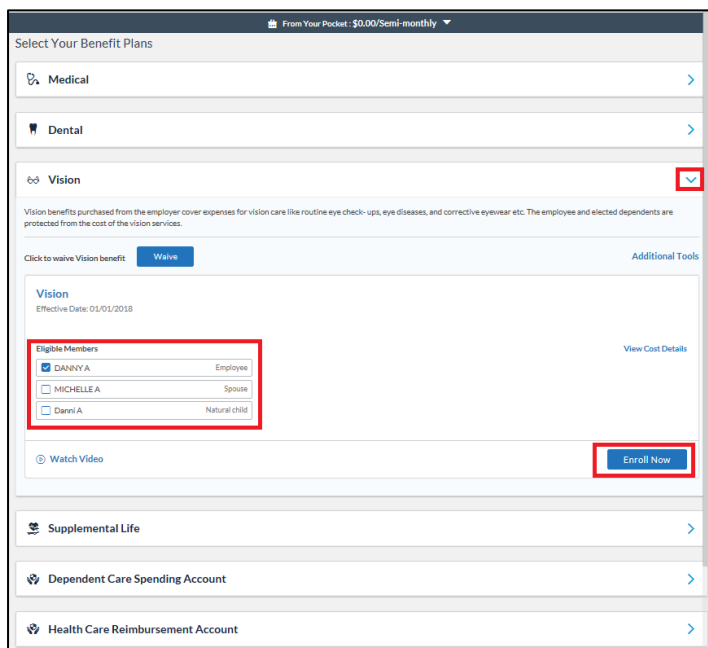 From Your Pocket : $0.00/Semi-monthly
Select Your Benefit Plans
Medical
Dental
Vision
Vision benefits purchased from the employer cover expenses for vision care like routine eye check- ups, eye diseases, and corrective eyewear etc. The employee and elected dependents are
protected from the cost of the vision services.
Click to waive Vision benefit Waive Additional Tools
Vision
Effective Date: 01/01/2018
Eligible Members View Cost Details
DANNY A Employee
MICHELLE A Spouse
Danni A Natural child
Watch Video Enroll Now
Supplemental Life
Dependent Care Spending Account
Health Care Reimbursement Account